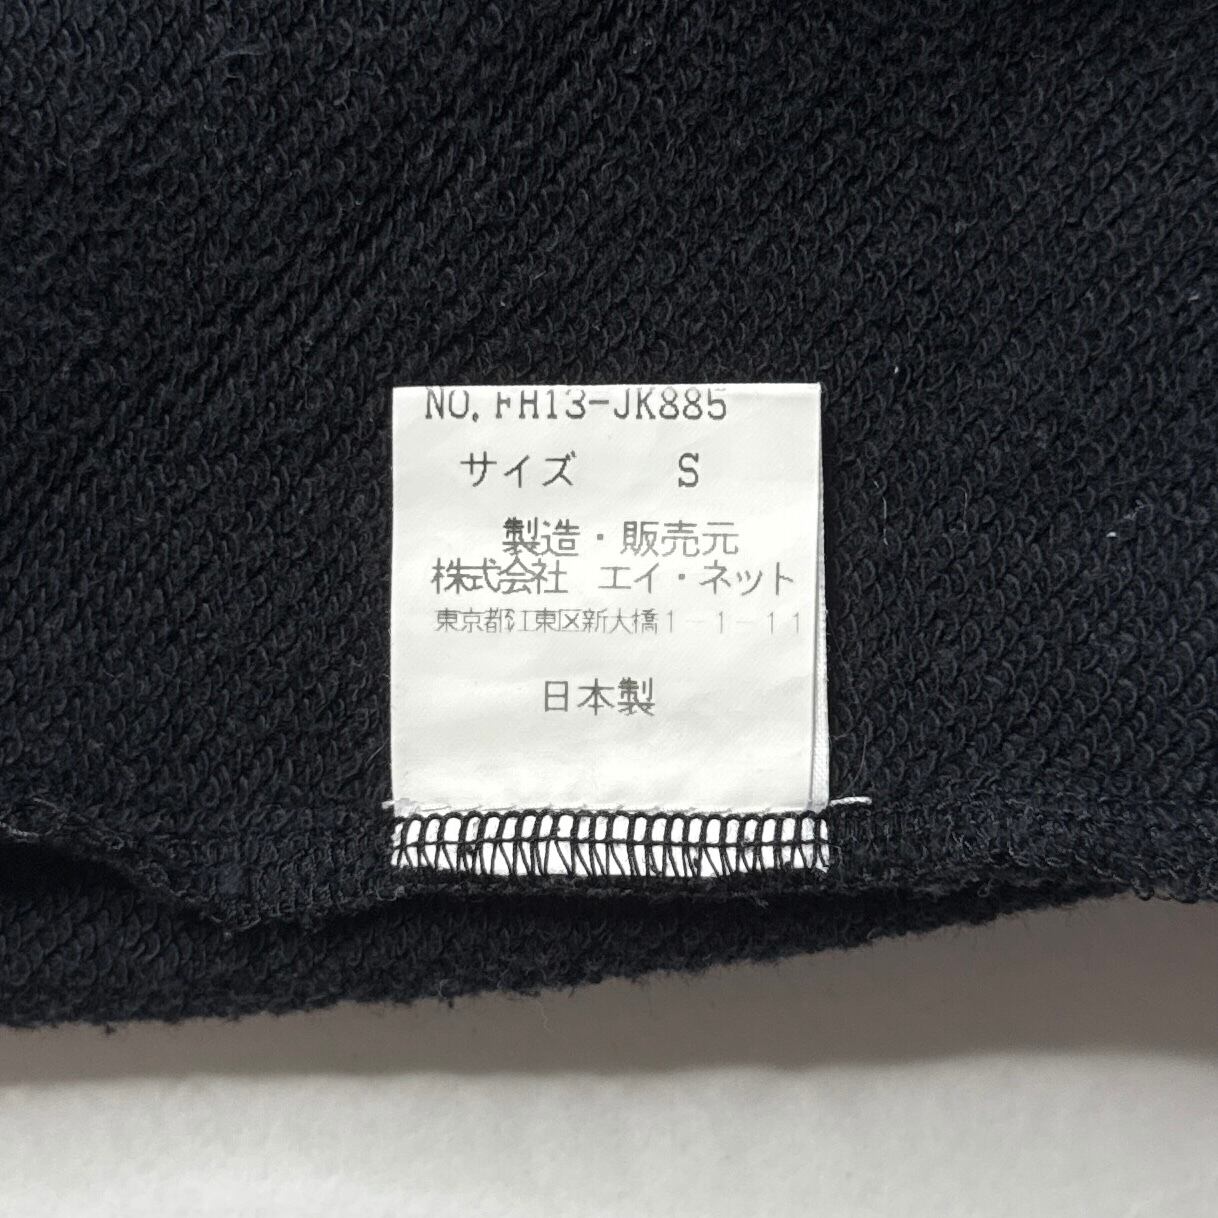 NO. FH13-JK885
サイズ S
製造・販売元
株式会社 エイ・ネット
東京都江東区新大橋1-1-11
日本製